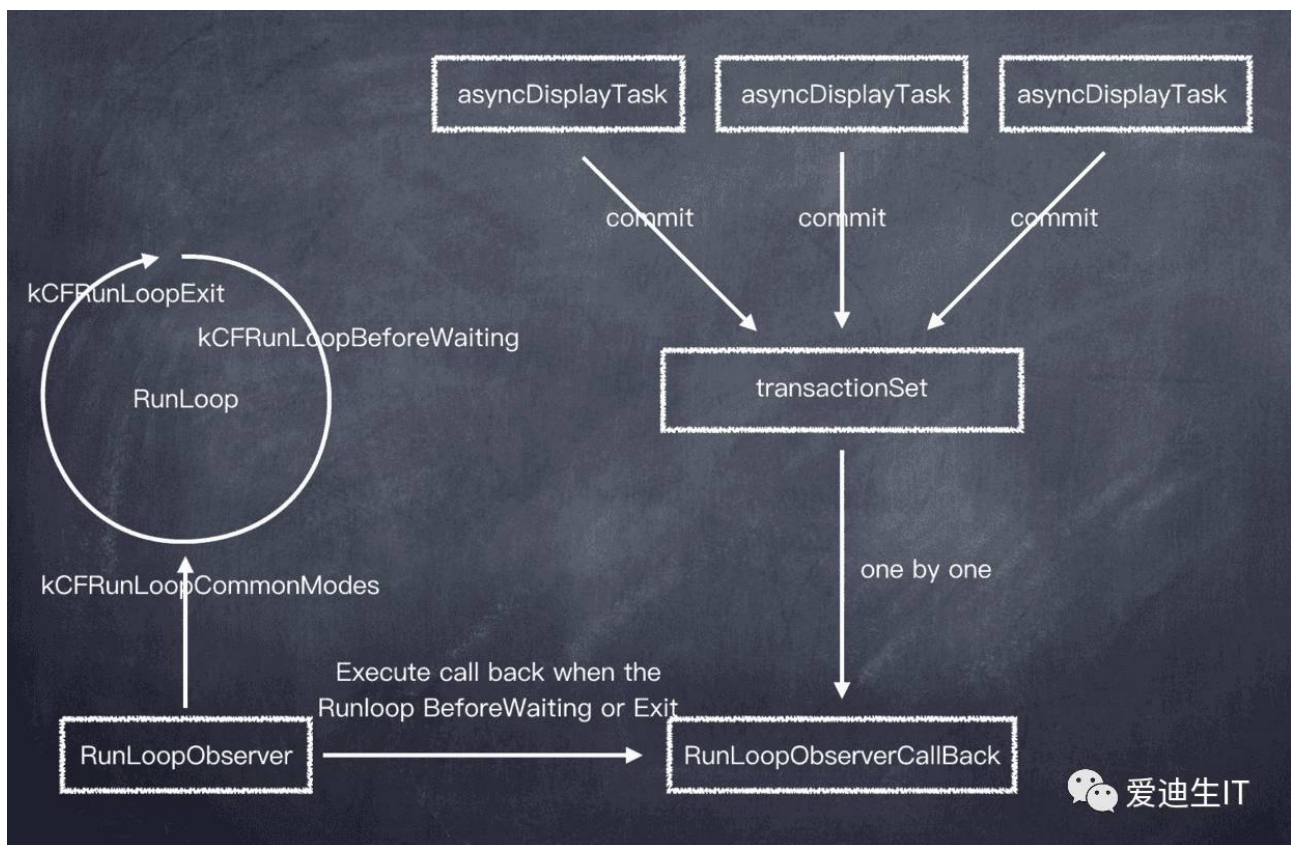 asyncDisplayTask
asyncDisplayTask
asyncDisplayTask
commit
commit
commit
kCFRunLoopExit
kCFRunLoopBeforeWaiting
RunLoop
transactionSet
one by one
kCFRunLoopCommonModes
Execute call back when the
Runloop BeforeWaiting or Exit
RunLoopObserver
RunLoopObserverCallBack
爱迪生IT